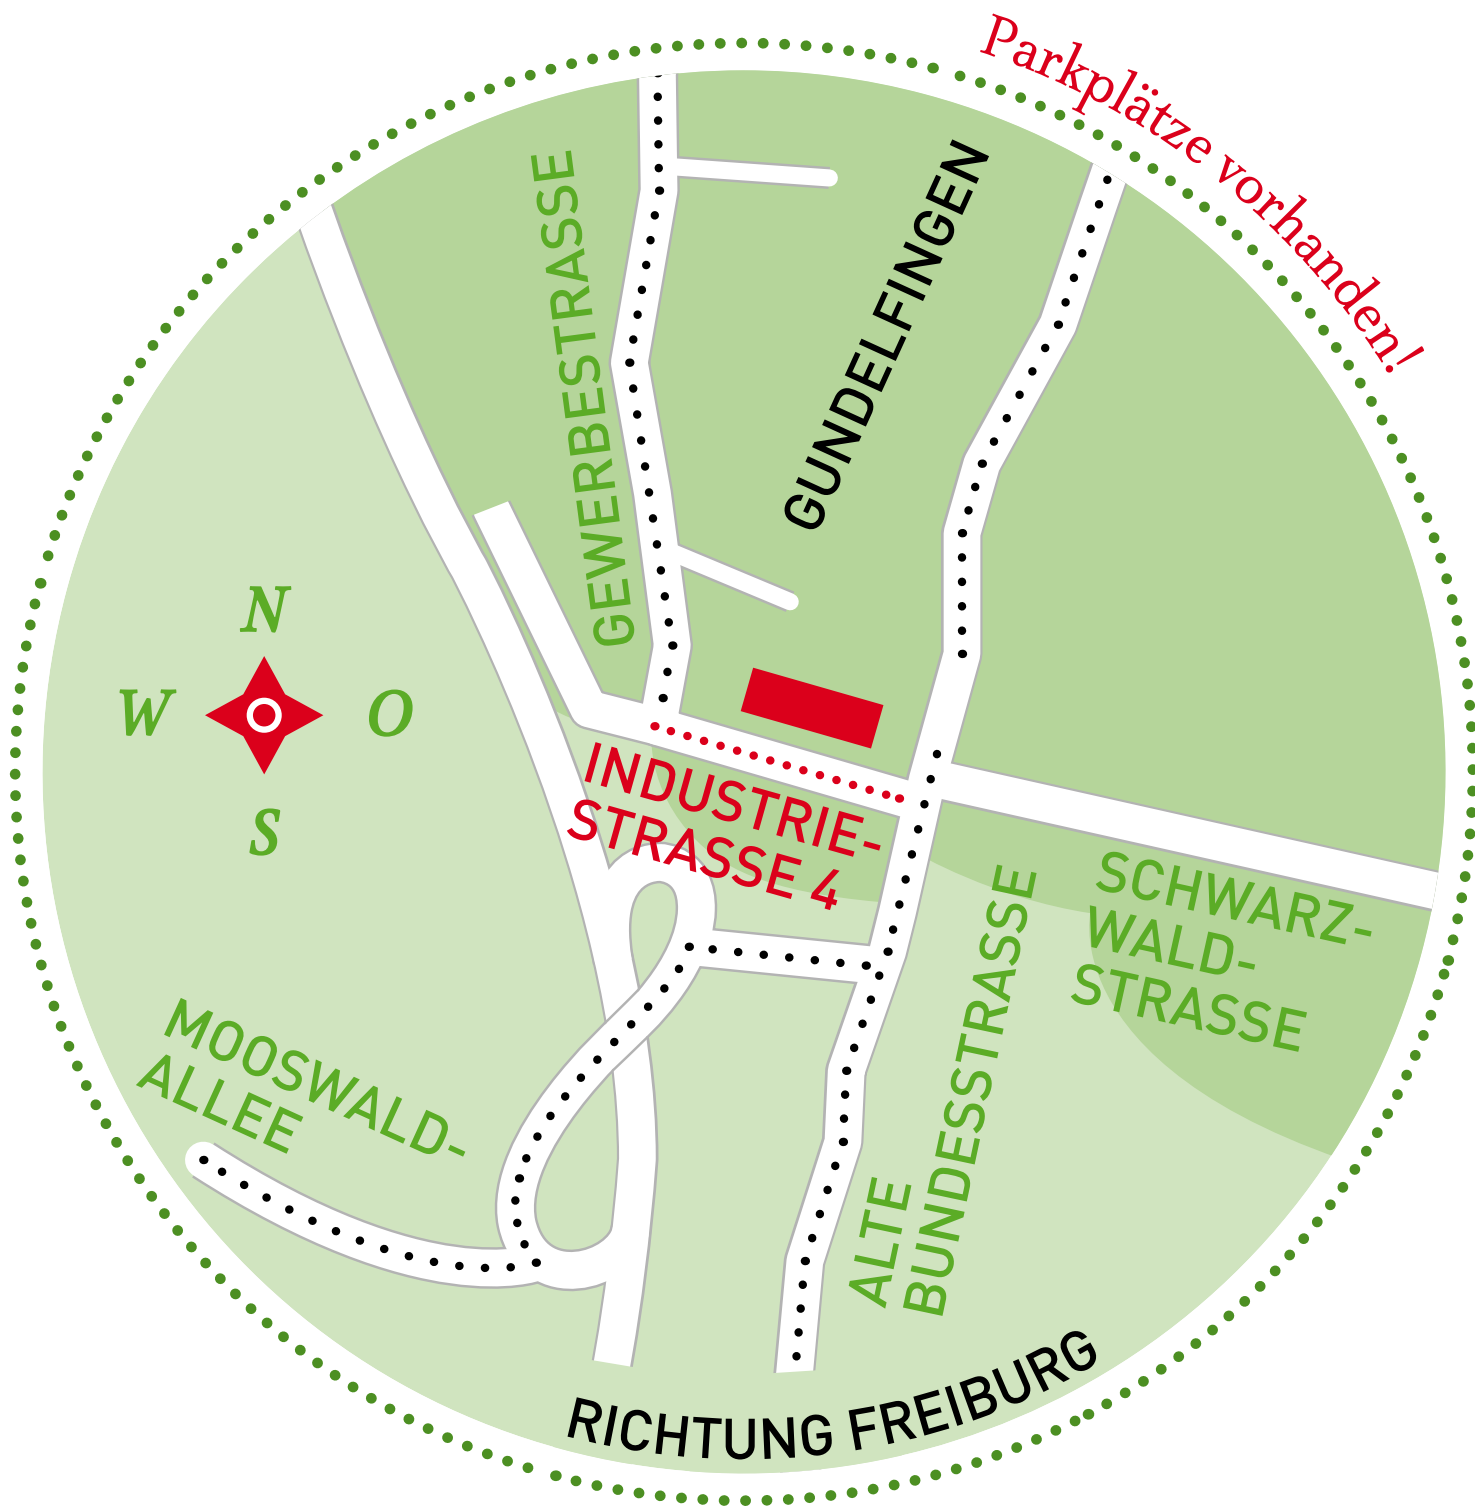 Parkplätze vorhanden!
GEWERBESTRASSE
GUNDELFINGEN
N
W
O
S
INDUSTRIE-
STRASSE 4
SCHWARZ-
WALD-
STRASSE
MOOSWALD-
ALLEE
ALTE
BUNDESSTRASSE
RICHTUNG FREIBURG